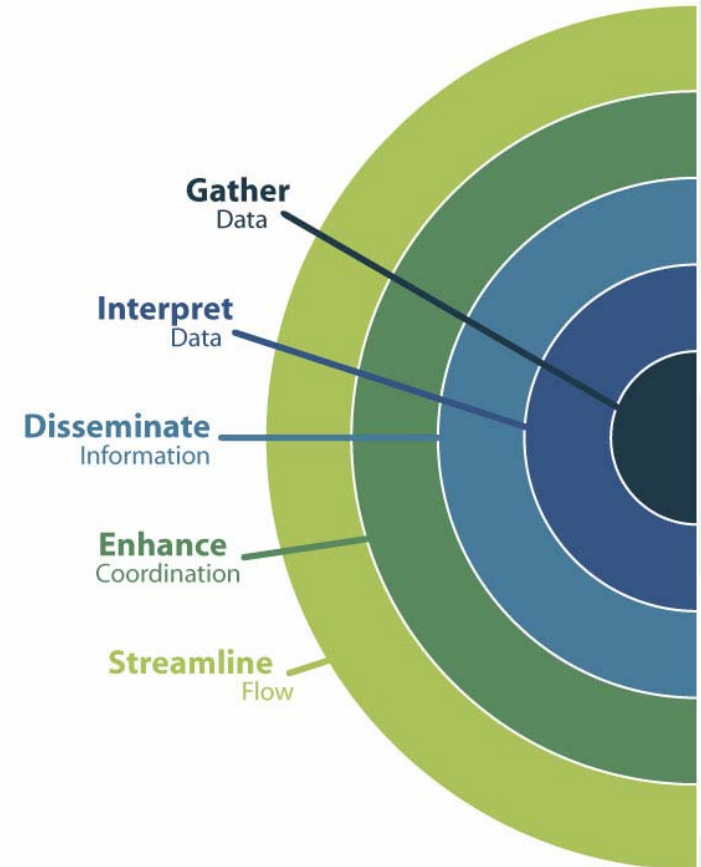 Gather
Data
Interpret
Data
Disseminate
Information
Enhance
Coordination
Streamline
Flow